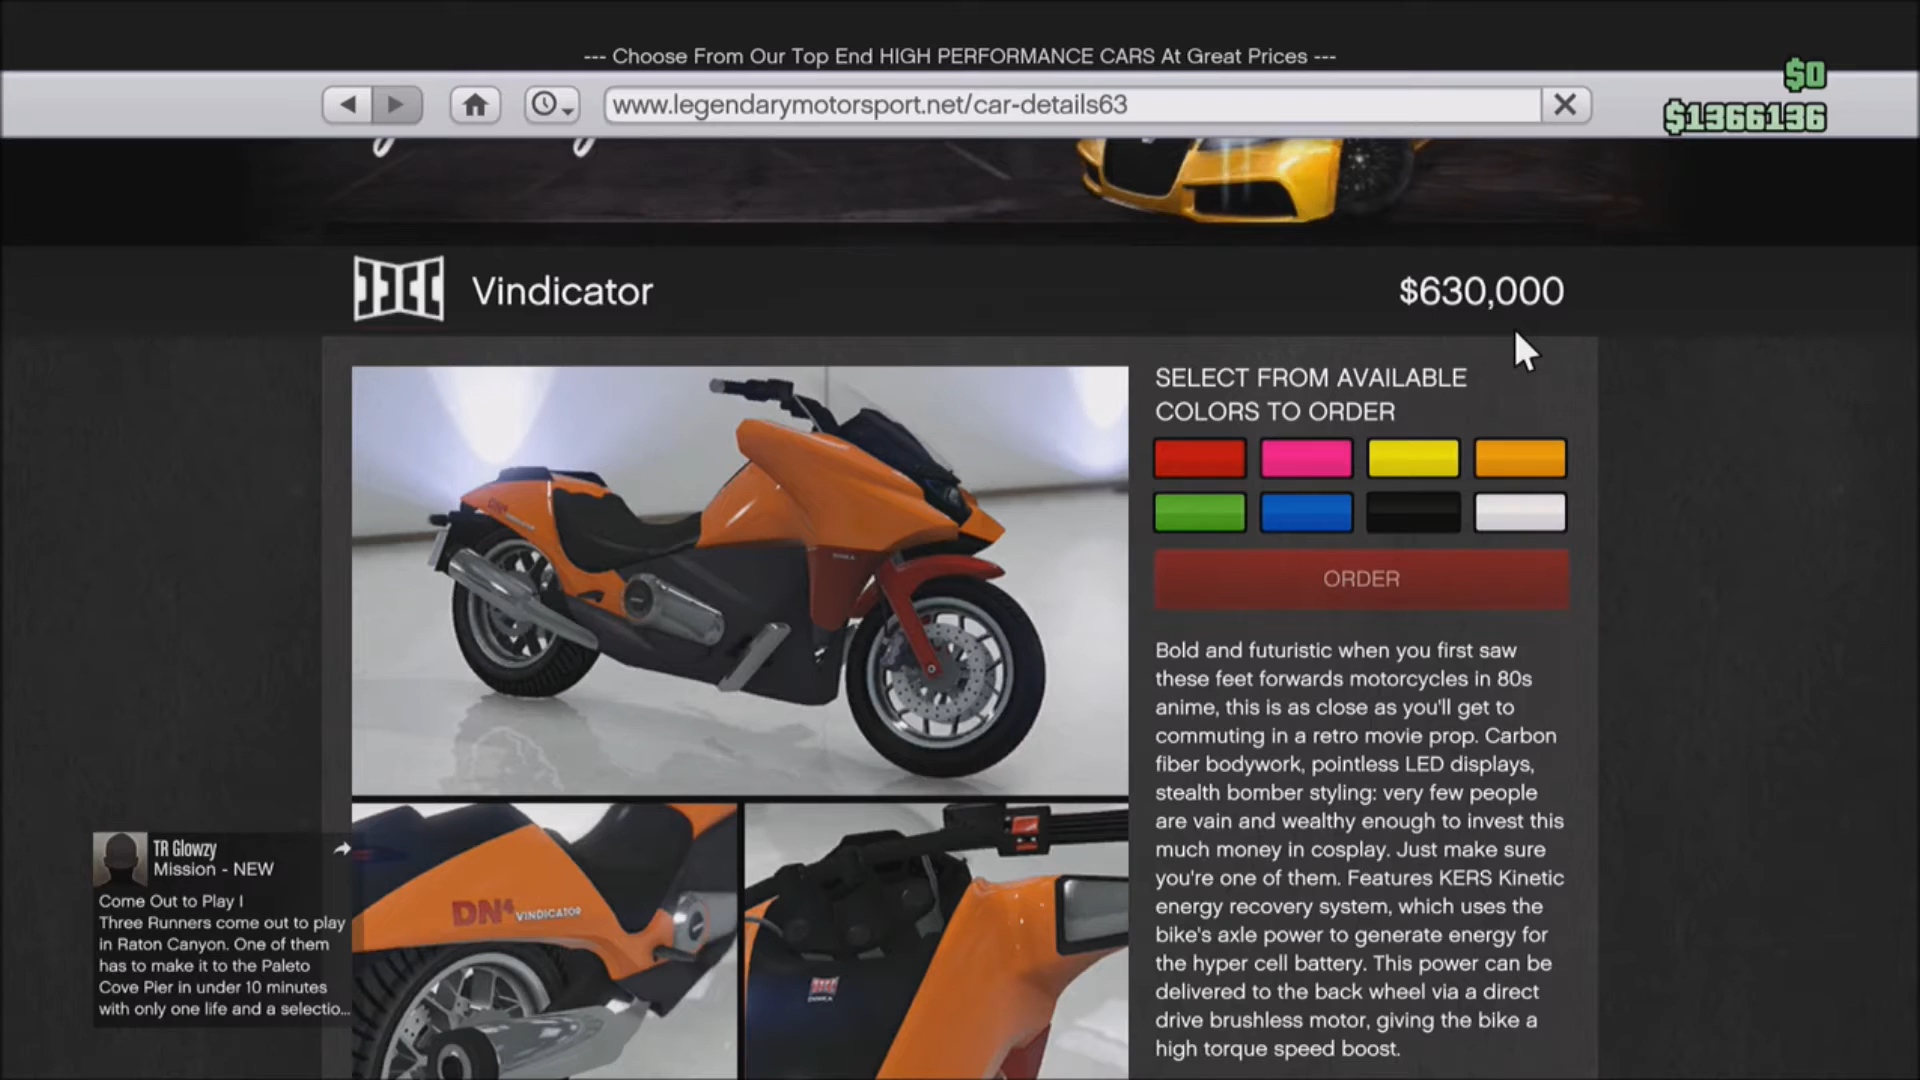 --- Choose From Our Top End HIGH PERFORMANCE CARS At Great Prices ---
$0
www.legendarymotorsport.net/car-details63
$1366136
Vindicator
$630,000
SELECT FROM AVAILABLE
COLORS TO ORDER
ORDER
Bold and futuristic when you first saw
these feet forwards motorcycles in 80s
anime, this is as close as you'll get to
commuting in a retro movie prop. Carbon
fiber bodywork, pointless LED displays,
stealth bomber styling: very few people
are vain and wealthy enough to invest this
much money in cosplay. Just make sure
you're one of them. Features KERS Kinetic
energy recovery system, which uses the
bike's axle power to generate energy for
the hyper cell battery. This power can be
delivered to the back wheel via a direct
drive brushless motor, giving the bike a
high torque speed boost.
DN4 VINDICATOR
DINKA
TR Glowzy
Mission - NEW
Come Out to Play I
Three Runners come out to play
in Raton Canyon. One of them
has to make it to the Paleto
Cove Pier in under 10 minutes
with only one life and a selectio...